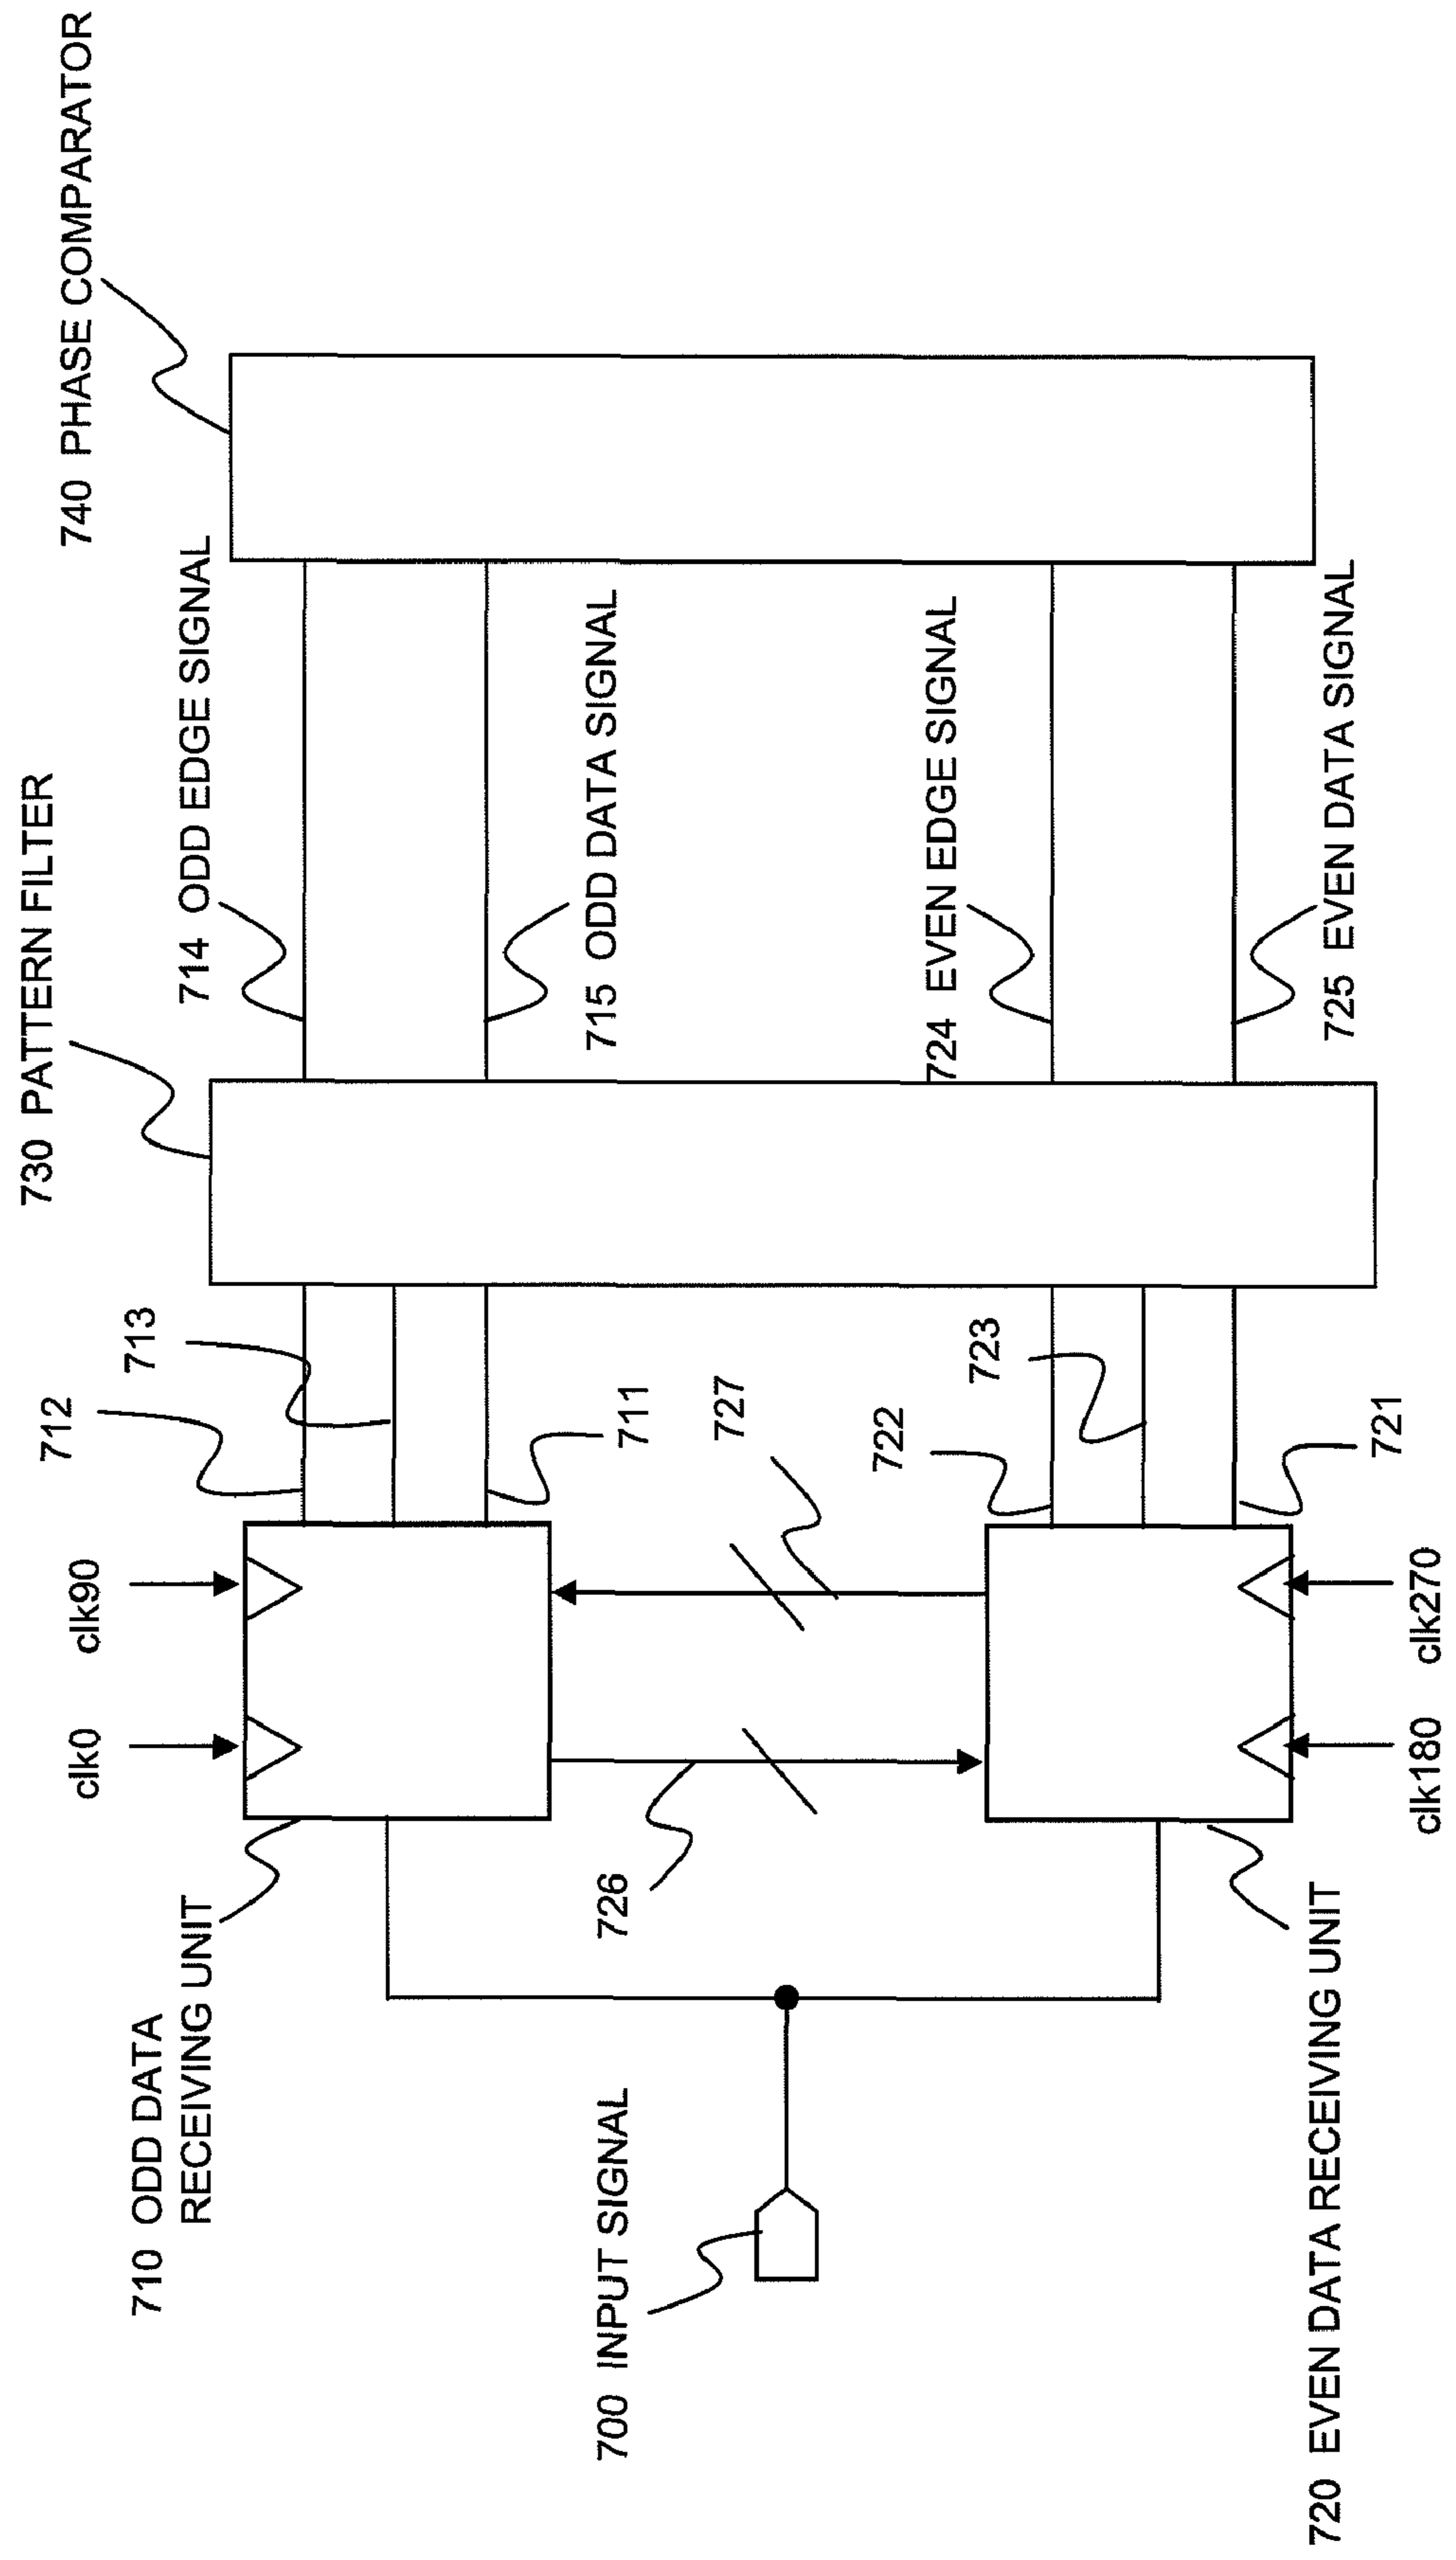 730 PATTERN FILTER
740 PHASE COMPARATOR
712
clk90
clk0
713
714 ODD EDGE SIGNAL
710 ODD DATA
RECEIVING UNIT
711
715 ODD DATA SIGNAL
727
726
700 INPUT SIGNAL
722
723
724 EVEN EDGE SIGNAL
721
725 EVEN DATA SIGNAL
720 EVEN DATA RECEIVING UNIT
clk180
clk270